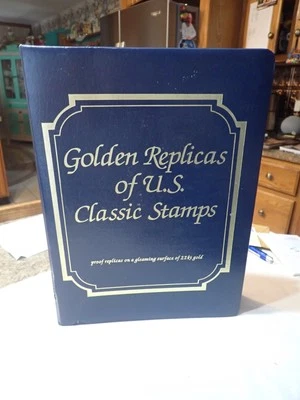 Golden Replicas
of U.S.
Classic Stamps
proof replicas on a gleaming surface of 22kt gold